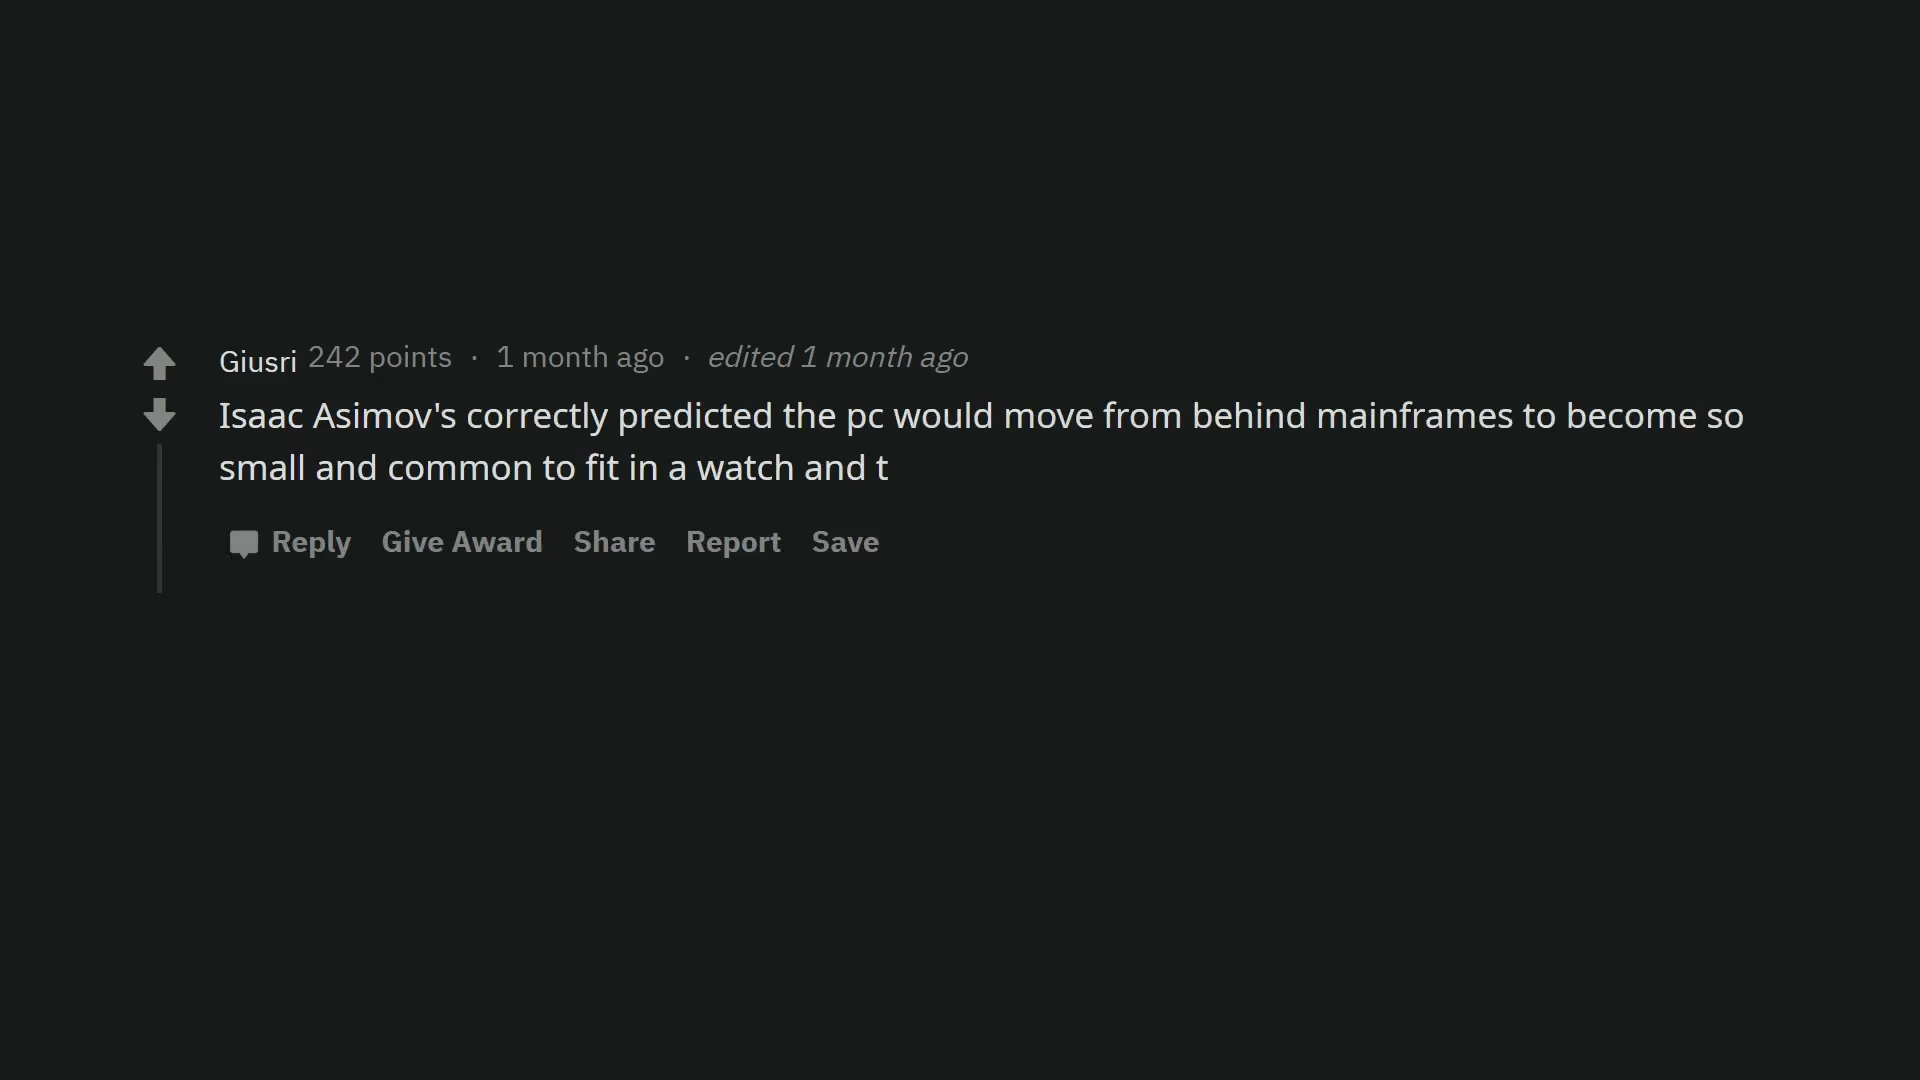 Giusri 242 points · 1 month ago · edited 1 month ago
Isaac Asimov's correctly predicted the pc would move from behind mainframes to become so
small and common to fit in a watch and t
Reply Give Award Share Report Save